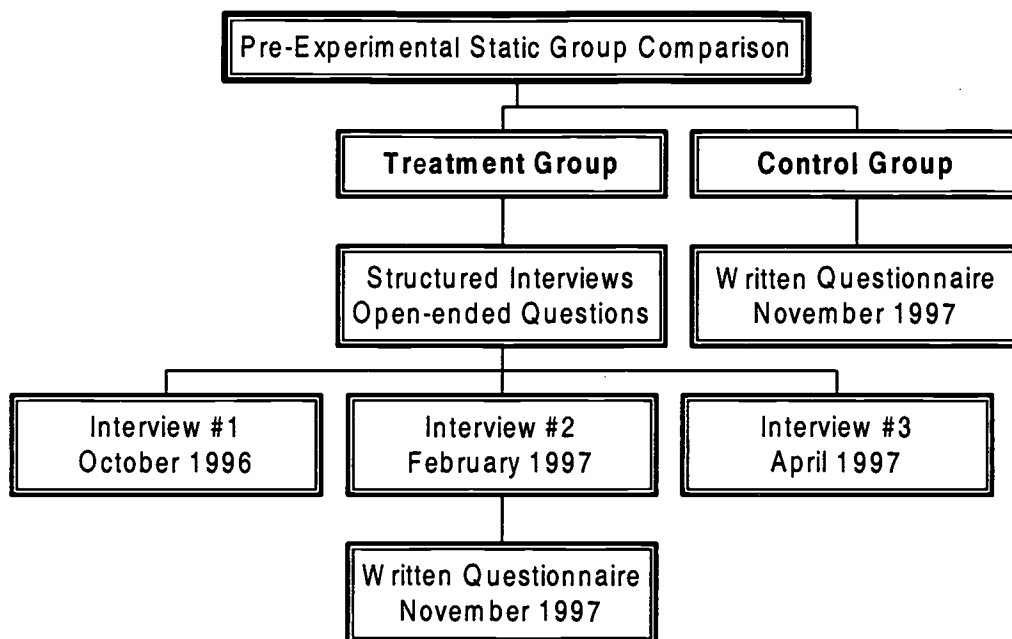 Pre-Experimental Static Group Comparison
Treatment Group
Control Group
Structured Interviews
Open-ended Questions
Written Questionnaire
November 1997
Interview #1
October 1996
Interview #2
February 1997
Interview #3
April 1997
Written Questionnaire
November 1997